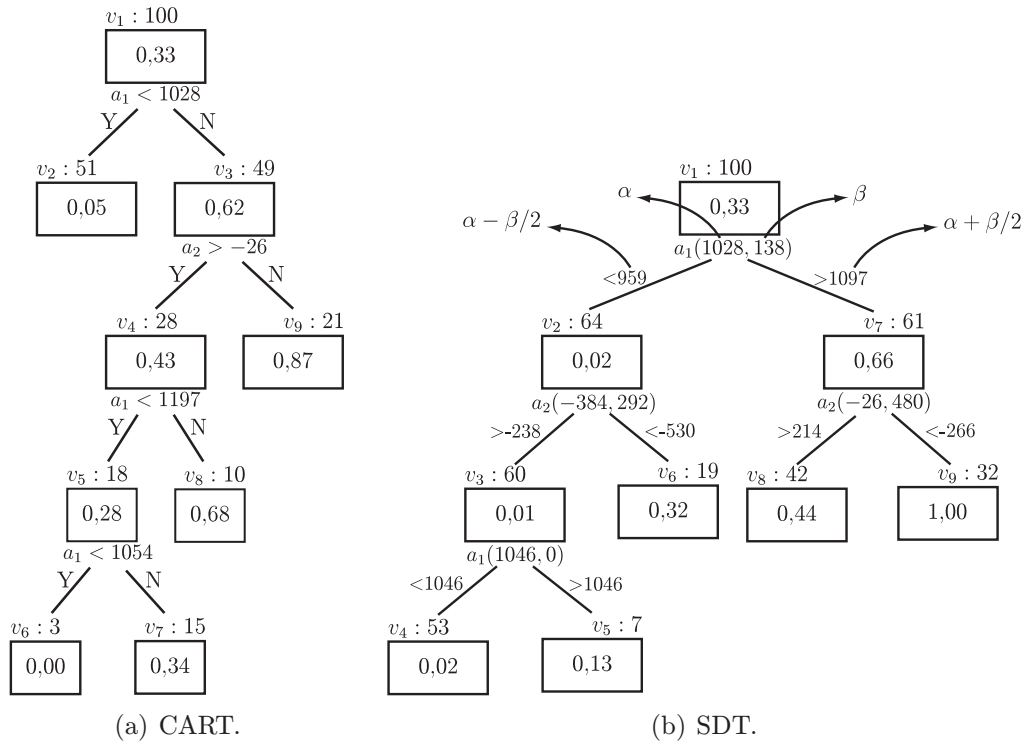 v₁ : 100
0,33
a₁ < 1028
Y
N
v₂ : 51
v₃ : 49
0,05
0,62
a₂ > −26
Y
N
v₄ : 28
v₉ : 21
0,43
0,87
a₁ < 1197
Y
N
v₅ : 18
v₈ : 10
0,28
0,68
a₁ < 1054
Y
N
v₆ : 3
v₇ : 15
0,00
0,34
(a) CART.
v₁ : 100
α
0,33
β
α − β/2
α + β/2
a₁(1028, 138)
<959
>1097
v₂ : 64
v₇ : 61
0,02
0,66
a₂(−384, 292)
a₂(−26, 480)
>-238
<-530
>214
<-266
v₃ : 60
v₆ : 19
v₈ : 42
v₉ : 32
0,01
0,32
0,44
1,00
a₁(1046, 0)
<1046
>1046
v₄ : 53
v₅ : 7
0,02
0,13
(b) SDT.